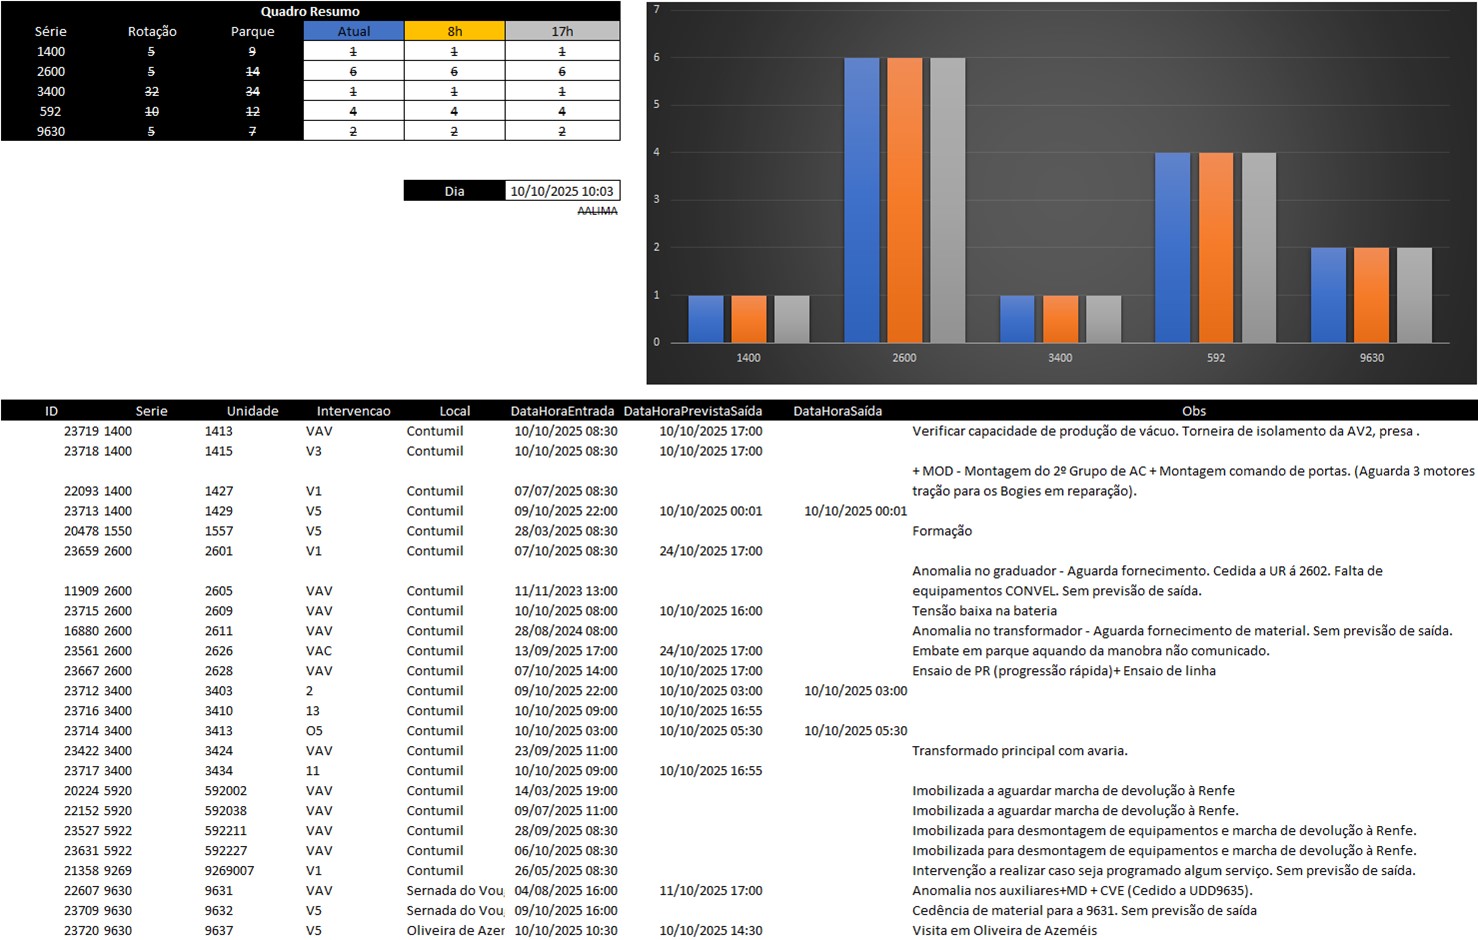 Quadro Resumo
Série Rotação Parque Atual 8h 17h
1400 5 9 1 1 1
2600 5 14 6 6 6
3400 32 34 1 1 1
592 10 12 4 4 4
9630 5 7 2 2 2
Dia 10/10/2025 10:03
AALIMA
7
6
5
4
3
2
1
0
1400 2600 3400 592 9630
ID Serie Unidade Intervencao Local DataHoraEntrada DataHoraPrevistaSaída DataHoraSaída Obs
23719 1400 1413 VAV Contumil 10/10/2025 08:30 10/10/2025 17:00 Verificar capacidade de produção de vácuo. Torneira de isolamento da AV2, presa .
23718 1400 1415 V3 Contumil 10/10/2025 08:30 10/10/2025 17:00
+ MOD - Montagem do 2º Grupo de AC + Montagem comando de portas. (Aguarda 3 motores
22093 1400 1427 V1 Contumil 07/07/2025 08:30 tração para os Bogies em reparação).
23713 1400 1429 V5 Contumil 09/10/2025 22:00 10/10/2025 00:01 10/10/2025 00:01
20478 1550 1557 V5 Contumil 28/03/2025 08:30 Formação
23659 2600 2601 V1 Contumil 07/10/2025 08:30 24/10/2025 17:00
Anomalia no graduador - Aguarda fornecimento. Cedida a UR á 2602. Falta de
11909 2600 2605 VAV Contumil 11/11/2023 13:00 equipamentos CONVEL. Sem previsão de saída.
23715 2600 2609 VAV Contumil 10/10/2025 08:00 10/10/2025 16:00 Tensão baixa na bateria
16880 2600 2611 VAV Contumil 28/08/2024 08:00 Anomalia no transformador - Aguarda fornecimento de material. Sem previsão de saída.
23561 2600 2626 VAC Contumil 13/09/2025 17:00 24/10/2025 17:00 Embate em parque aquando da manobra não comunicado.
23667 2600 2628 VAV Contumil 07/10/2025 14:00 10/10/2025 17:00 Ensaio de PR (progressão rápida)+ Ensaio de linha
23712 3400 3403 2 Contumil 09/10/2025 22:00 10/10/2025 03:00 10/10/2025 03:00
23716 3400 3410 13 Contumil 10/10/2025 09:00 10/10/2025 16:55
23714 3400 3413 O5 Contumil 10/10/2025 03:00 10/10/2025 05:30 10/10/2025 05:30
23422 3400 3424 VAV Contumil 23/09/2025 11:00 Transformado principal com avaria.
23717 3400 3434 11 Contumil 10/10/2025 09:00 10/10/2025 16:55
20224 5920 592002 VAV Contumil 14/03/2025 19:00 Imobilizada a aguardar marcha de devolução à Renfe
22152 5920 592038 VAV Contumil 09/07/2025 11:00 Imobilizada a aguardar marcha de devolução à Renfe.
23527 5922 592211 VAV Contumil 28/09/2025 08:30 Imobilizada para desmontagem de equipamentos e marcha de devolução à Renfe.
23631 5922 592227 VAV Contumil 06/10/2025 08:30 Imobilizada para desmontagem de equipamentos e marcha de devolução à Renfe.
21358 9269 9269007 V1 Contumil 26/05/2025 08:30 Intervenção a realizar caso seja programado algum serviço. Sem previsão de saída.
22607 9630 9631 VAV Sernada do Vou 04/08/2025 16:00 11/10/2025 17:00 Anomalia nos auxiliares+MD + CVE (Cedido a UDD9635).
23709 9630 9632 V5 Sernada do Vou 09/10/2025 16:00 Cedência de material para a 9631. Sem previsão de saída
23720 9630 9637 V5 Oliveira de Azer 10/10/2025 10:30 10/10/2025 14:30 Visita em Oliveira de Azeméis